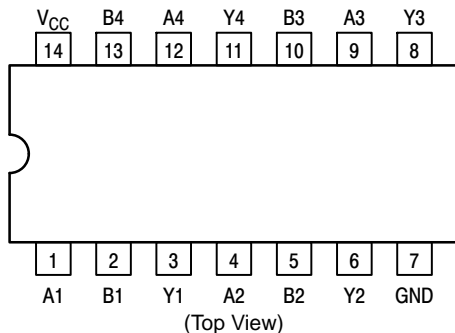 VCC B4 A4 Y4 B3 A3 Y3
14 13 12 11 10 9 8
1 2 3 4 5 6 7
A1 B1 Y1 A2 B2 Y2 GND
(Top View)